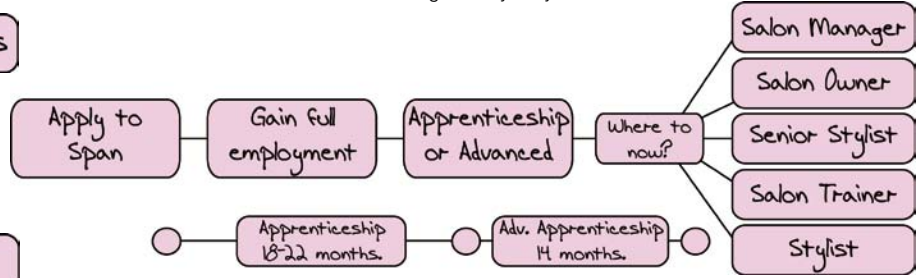 Salon Manager
Salon Owner
Apply to
Span
Gain full
employment
Apprenticeship
or Advanced
Where to
now?
Senior Stylist
Salon Trainer
Stylist
Apprenticeship
18-22 months.
Adv. Apprenticeship
14 months.